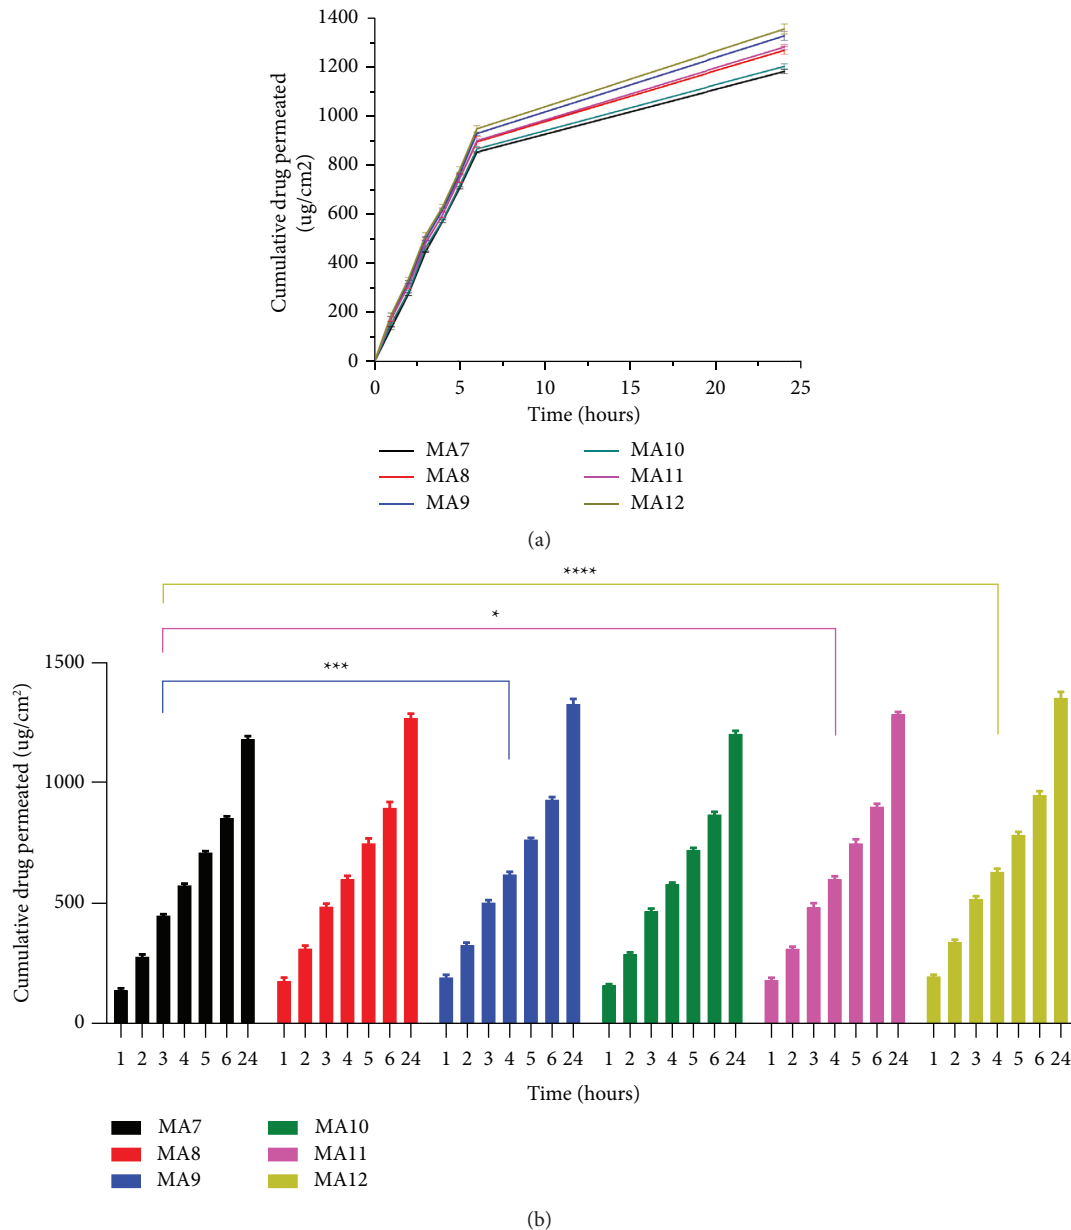 1400
1200
1000
800
600
400
200
0
Cumulative drug permeated
(ug/cm2)
0 5 10 15 20 25
Time (hours)
MA7 MA10
MA8 MA11
MA9 MA12
(a)
****
*
***
1500
1000
500
0
Cumulative drug permeated (ug/cm²)
1 2 3 4 5 6 24 1 2 3 4 5 6 24 1 2 3 4 5 6 24 1 2 3 4 5 6 24 1 2 3 4 5 6 24 1 2 3 4 5 6 24
Time (hours)
MA7 MA10
MA8 MA11
MA9 MA12
(b)